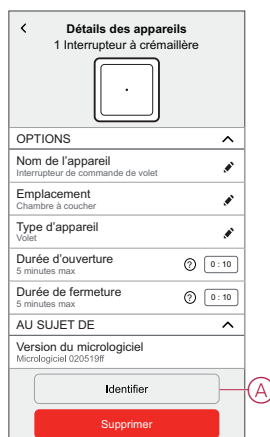 Détails des appareils
1 Interrupteur à crémaillère
OPTIONS
Nom de l'appareil
Interrupteur de commande de volet
Emplacement
Chambre à coucher
Type d'appareil
Volet
Durée d'ouverture
5 minutes max
? 0 : 10
Durée de fermeture
5 minutes max
? 0 : 10
AU SUJET DE
Version du micrologiciel
Micrologiciel 020519ff
Identifier
A
Supprimer